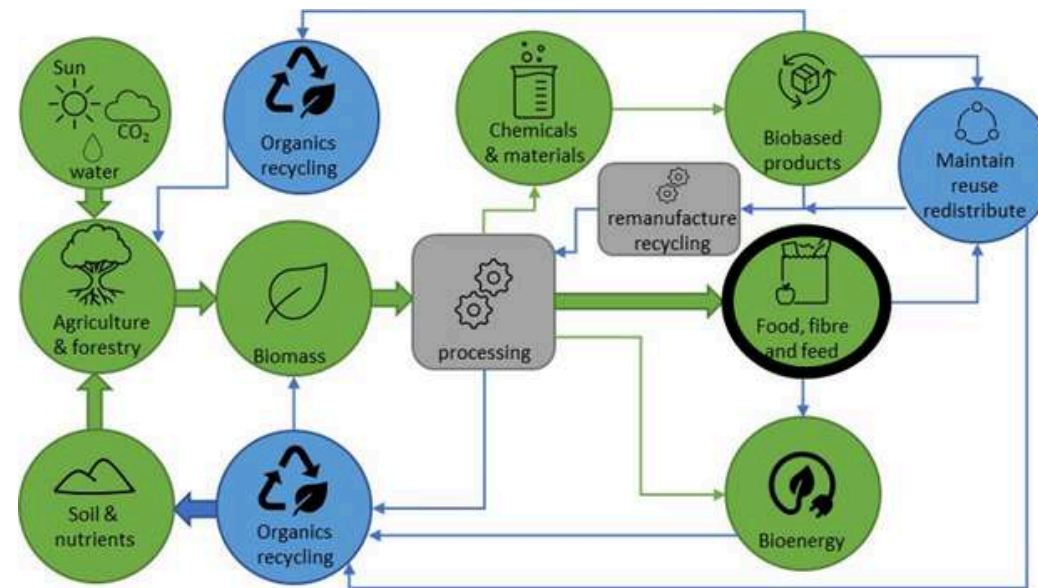 Sun
CO₂
water
Organics
recycling
Chemicals
& materials
Biobased
products
Maintain
reuse
redistribute
remanufacture
recycling
Agriculture
& forestry
Biomass
processing
Food, fibre
and feed
Soil &
nutrients
Organics
recycling
Bioenergy